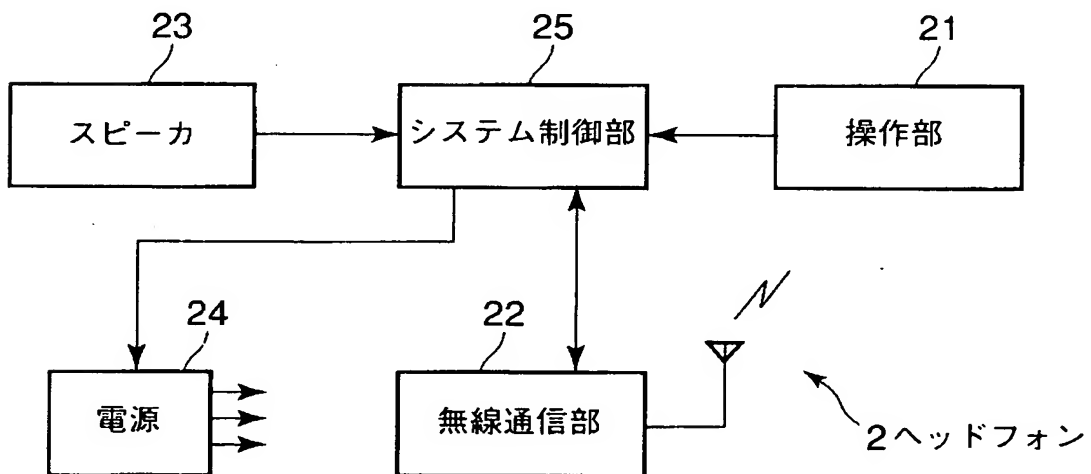 23
25
21
スピーカ
システム制御部
操作部
24
22
電源
無線通信部
2ヘッドフォン